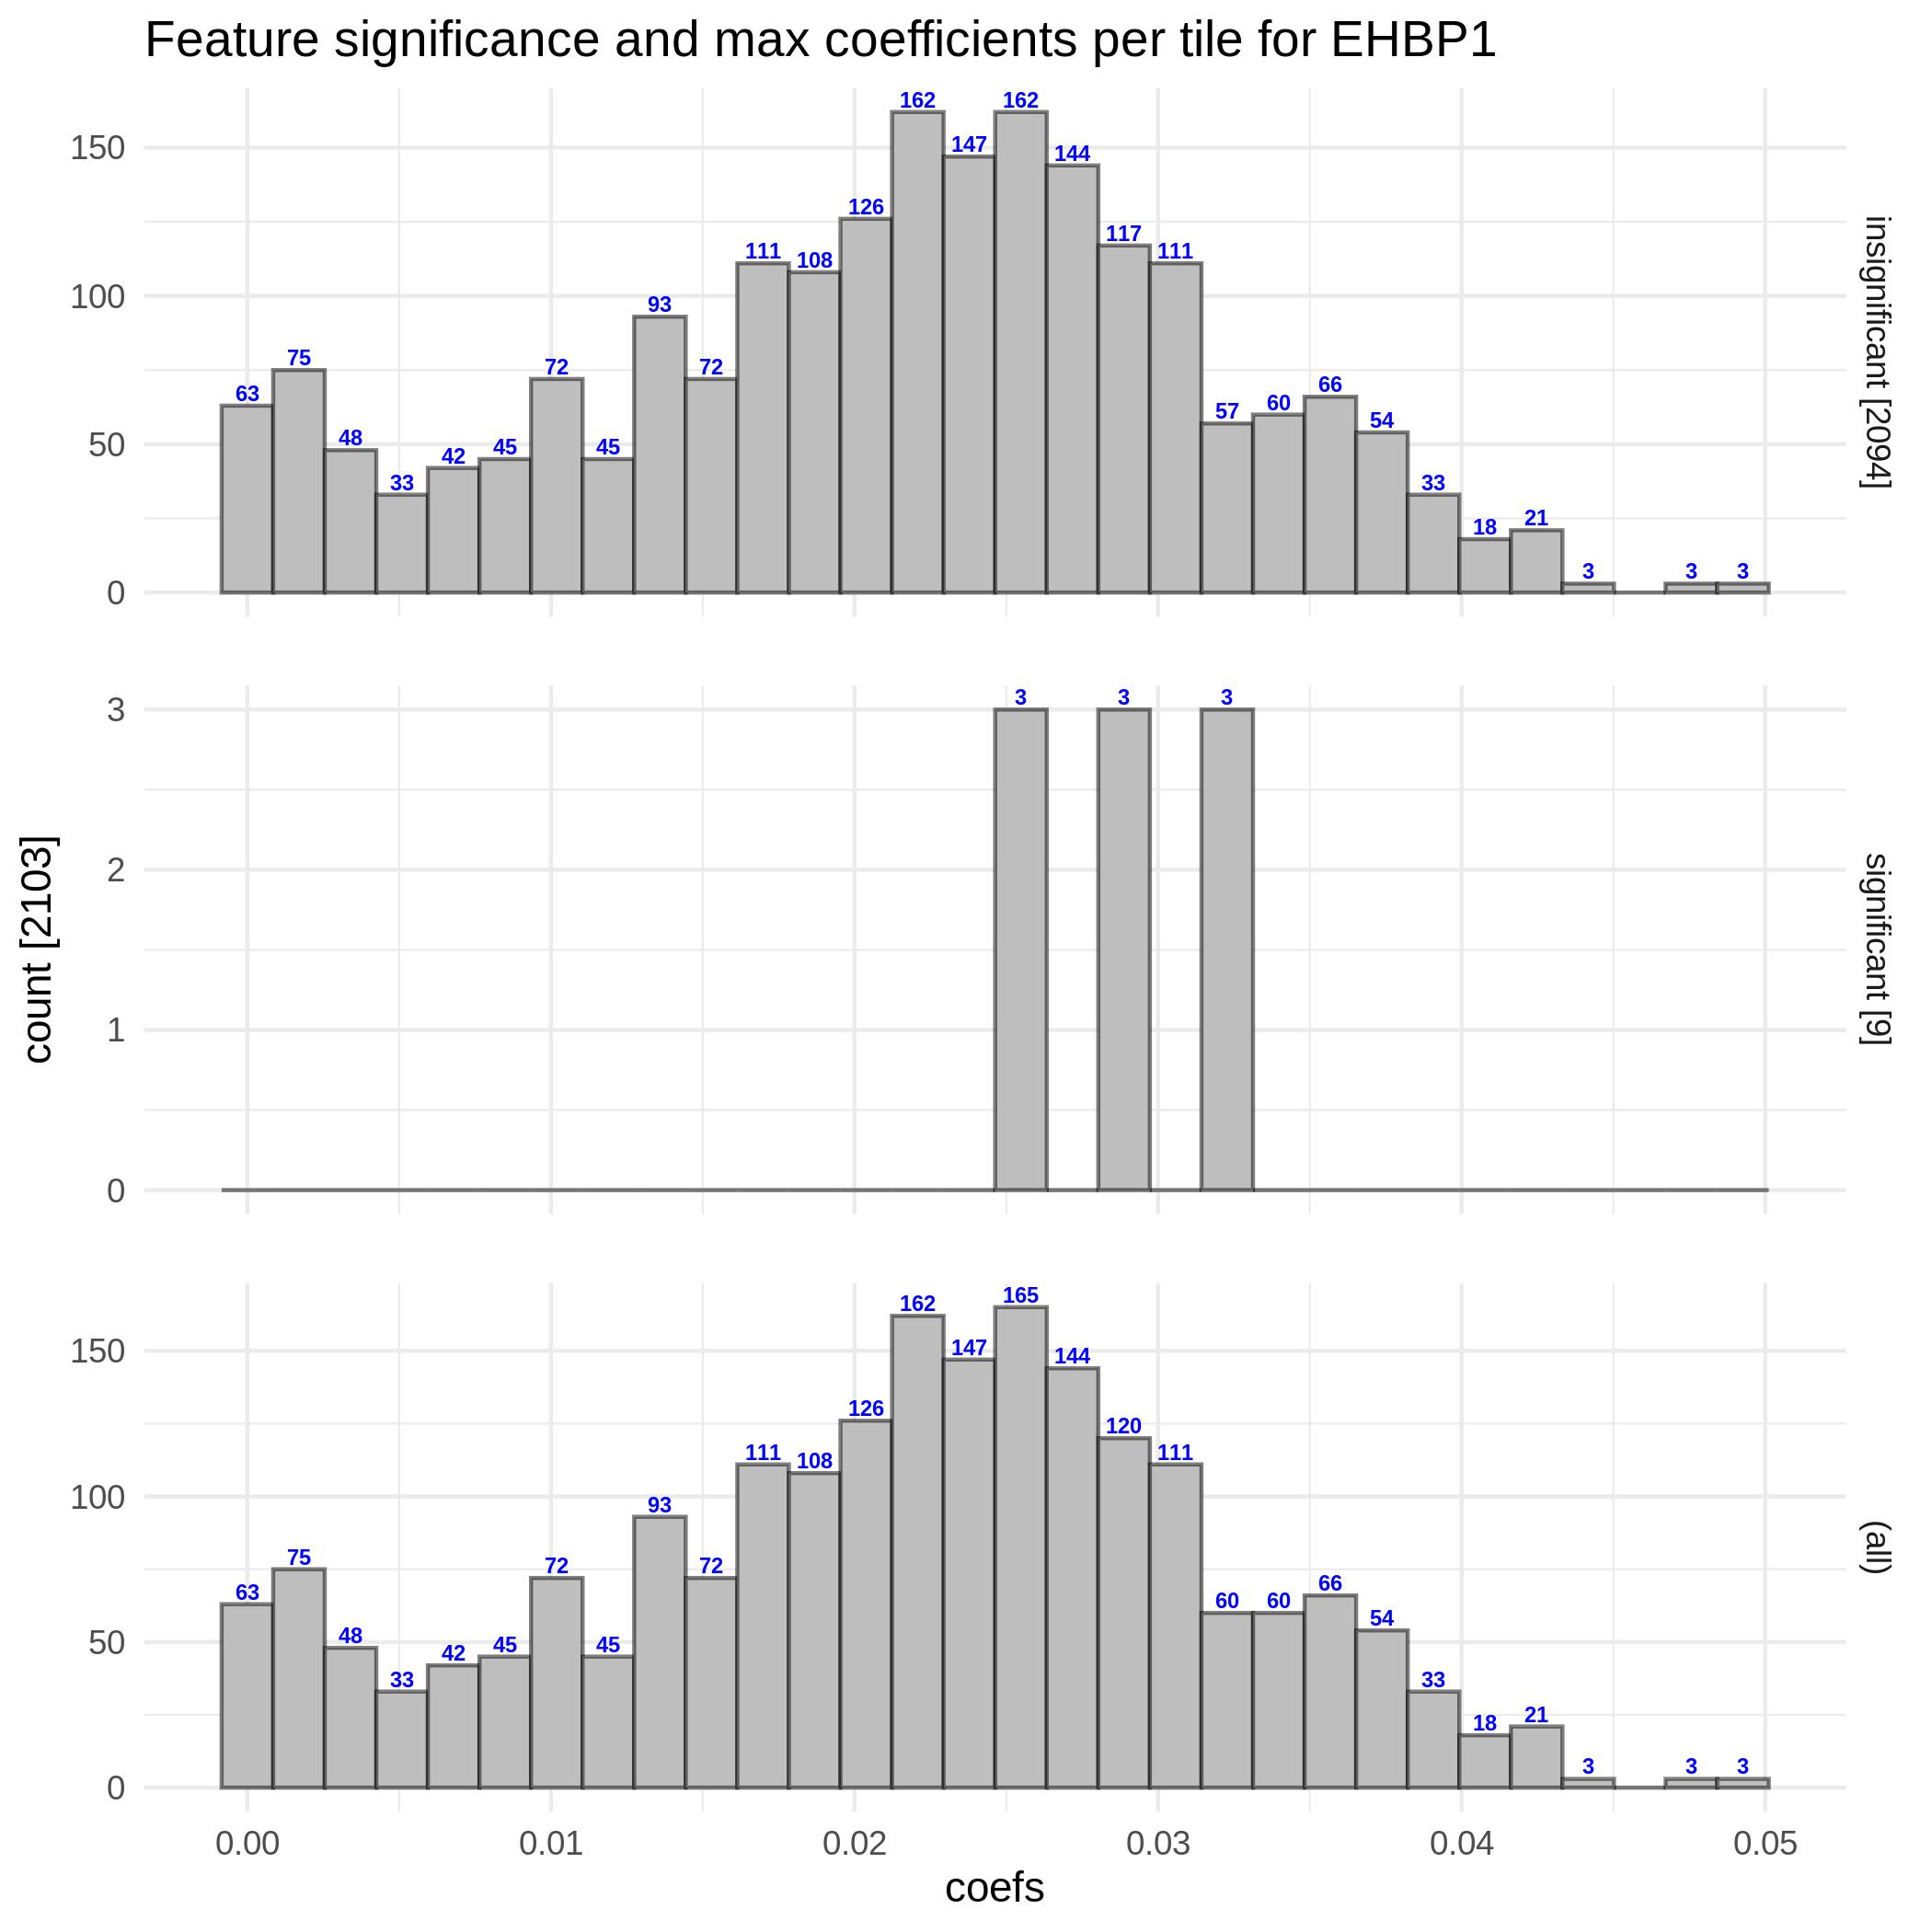 Feature significance and max coefficients per tile for EHBP1
162 162
150 147 144
126
117
111 108 111
100
93
75 72 72
63 66
57 60
50 48 45 45 54
42
33 33
18 21
3 3 3
0
insignificant [2094]
3 3 3 3
2
1
0
significant [9]
count [2103]
162 165
150 147 144
126
120
111 108 111
100
93
75 72 72
63 60 60 66
50 48 45 45 54
42
33 33
18 21
3 3 3
0
(all)
0.00 0.01 0.02 0.03 0.04 0.05
coefs